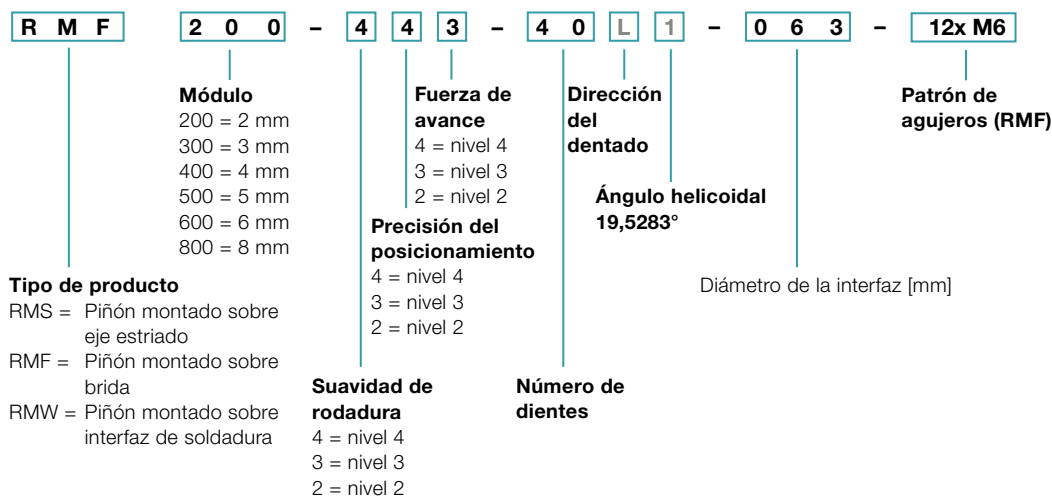 R M F 2 0 0 – 4 4 3 – 4 0 L 1 – 0 6 3 – 12x M6
Módulo
200 = 2 mm
300 = 3 mm
400 = 4 mm
500 = 5 mm
600 = 6 mm
800 = 8 mm
Fuerza de
avance
4 = nivel 4
3 = nivel 3
2 = nivel 2
Dirección
del
dentado
Patrón de
agujeros (RMF)
Ángulo helicoidal
19,5283°
Precisión del
posicionamiento
4 = nivel 4
3 = nivel 3
2 = nivel 2
Diámetro de la interfaz [mm]
Tipo de producto
RMS = Piñón montado sobre
eje estriado
RMF = Piñón montado sobre
brida
RMW = Piñón montado sobre
interfaz de soldadura
Suavidad de
rodadura
4 = nivel 4
3 = nivel 3
2 = nivel 2
Número de
dientes